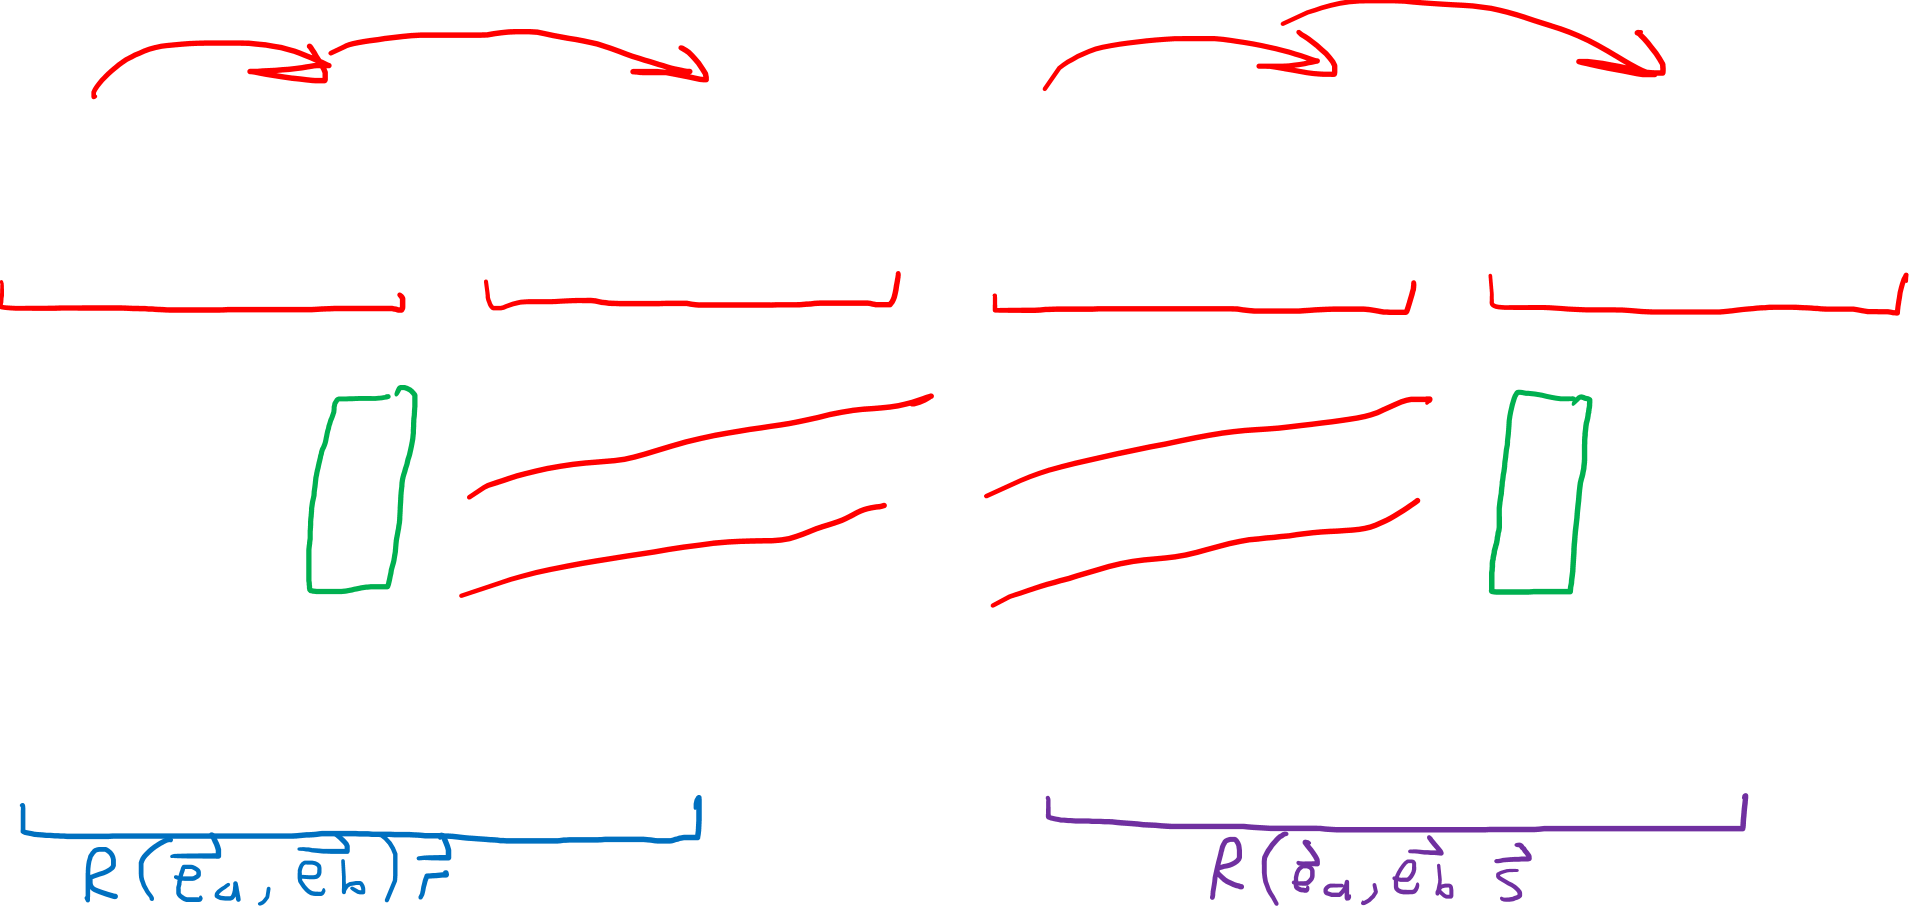 R(e⃗a, e⃗b) r⃗
R(e⃗a, e⃗b s⃗